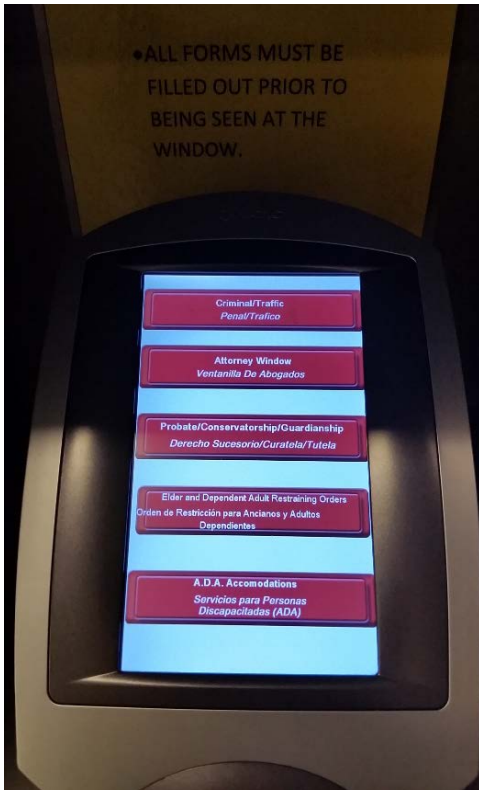 •ALL FORMS MUST BE
FILLED OUT PRIOR TO
BEING SEEN AT THE
WINDOW.
Criminal/Traffic
Penal/Trafico
Attorney Window
Ventanilla De Abogados
Probate/Conservatorship/Guardianship
Derecho Sucesorio/Curatela/Tutela
Elder and Dependent Adult Restraining Orders
Orden de Restricción para Ancianos y Adultos
Dependientes
A.D.A. Accomodations
Servicios para Personas
Discapacitadas (ADA)